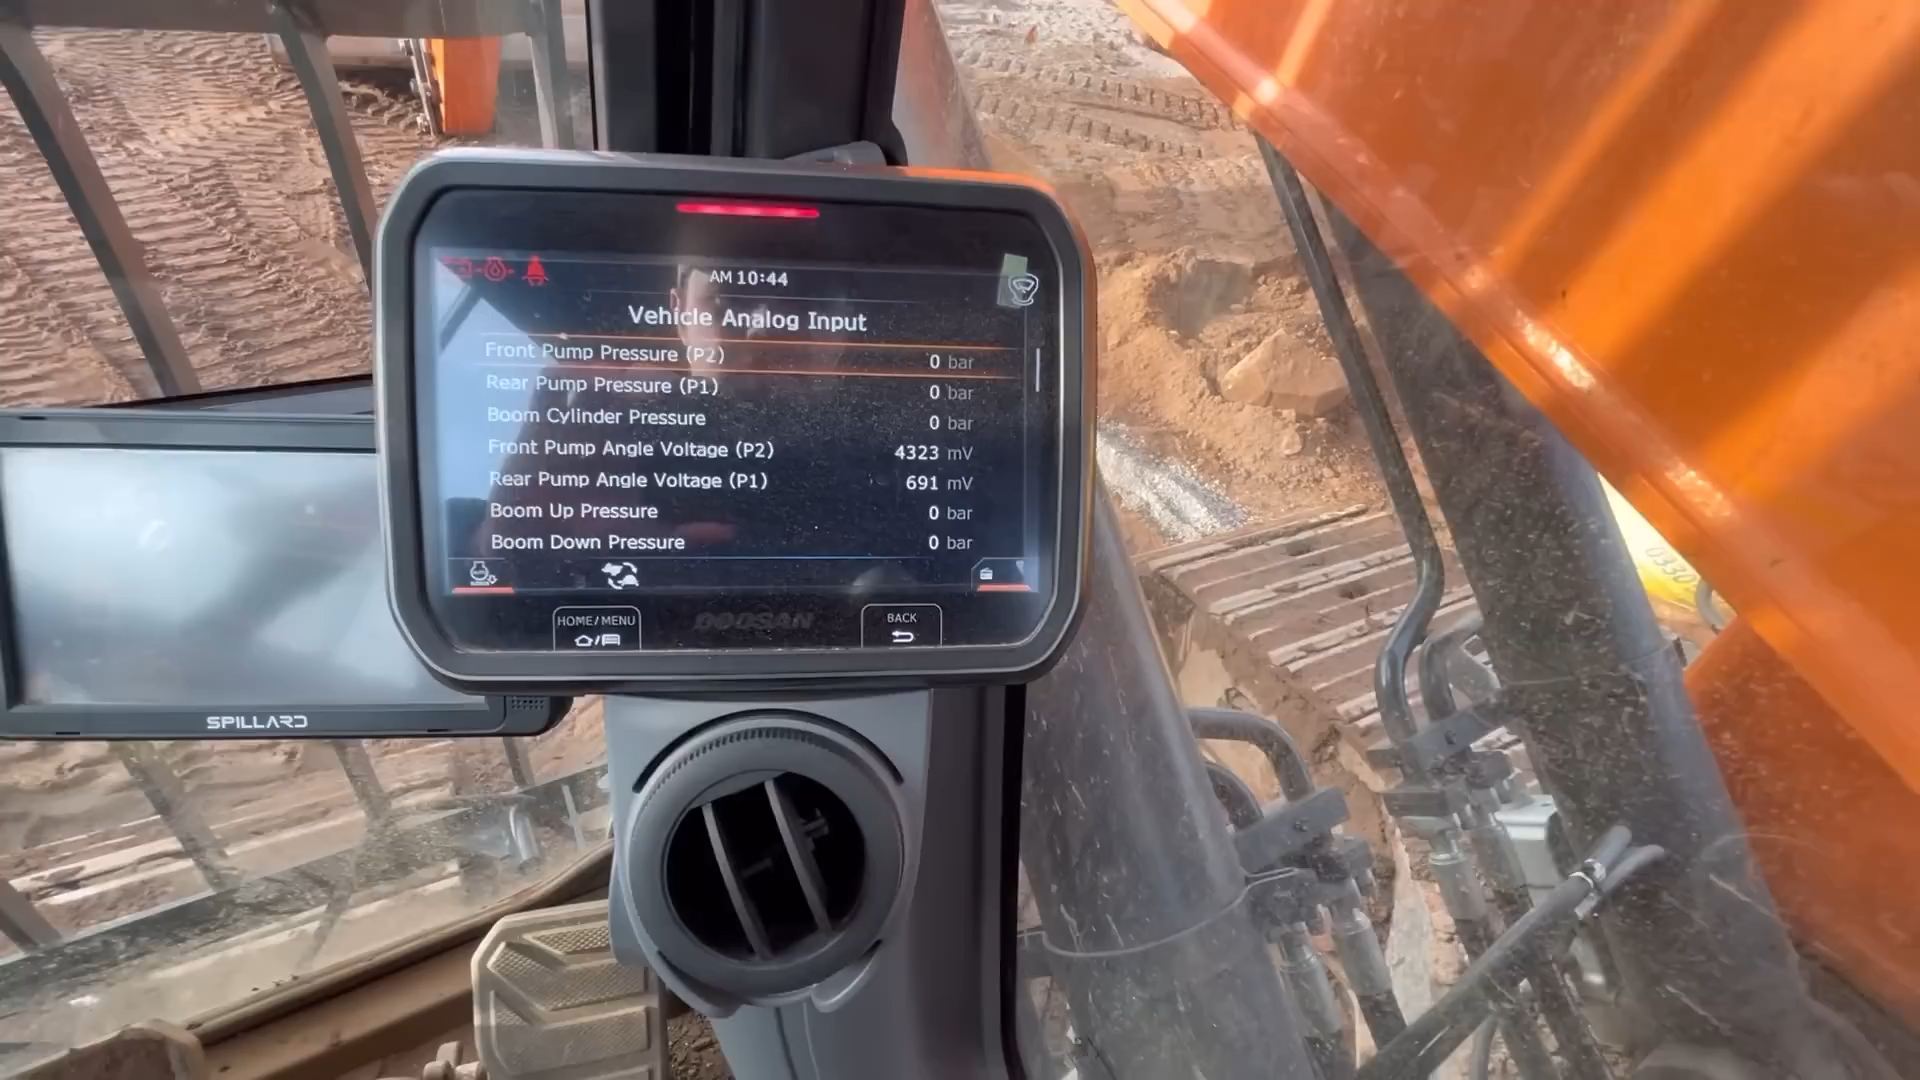 AM 10:44
Vehicle Analog Input
Front Pump Pressure (P2) 0 bar
Rear Pump Pressure (P1) 0 bar
Boom Cylinder Pressure 0 bar
Front Pump Angle Voltage (P2) 4323 mV
Rear Pump Angle Voltage (P1) 691 mV
Boom Up Pressure 0 bar
Boom Down Pressure 0 bar
HOME/MENU
DOOSAN
BACK
SPILLARD
0330